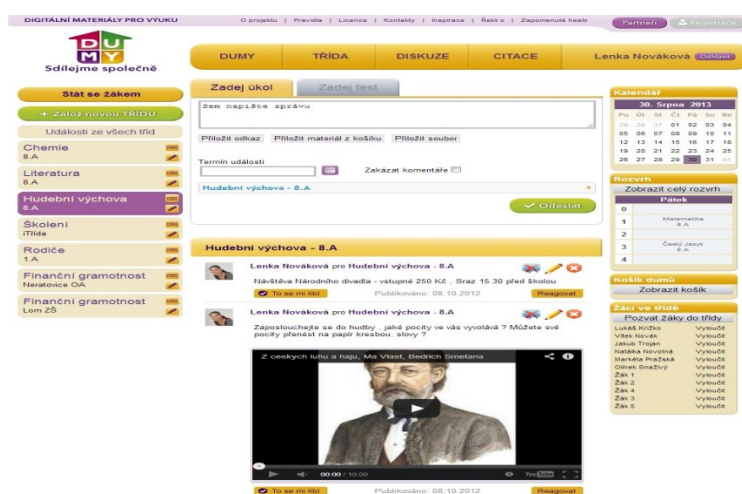 DIGITÁLNÍ MATERIÁLY PRO VÝUKU
O projektu | Pravidla | Licence | Kontakty | Inspirace | Řekli o | Zapomenuté heslo
Partneři
Registrace
DUMY
Sdílejme společně
DUMY TŘÍDA DISKUZE CITACE
Lenka Nováková Odhlásit
Stát se žákem
+ Založ novou TŘÍDU
Události ze všech tříd
Chemie
8.A
Literatura
8.A
Hudební výchova
8.A
Školení
iTřída
Rodiče
1.A
Finanční gramotnost
Neratovice OA
Finanční gramotnost
Lom ZŠ
Zadej úkol Zadej test
Sem napište zprávu
Přiložit odkaz Přiložit materiál z košíku Přiložit soubor
Termín události
Zakázat komentáře
Hudební výchova - 8.A
Odeslat
Hudební výchova - 8.A
Lenka Nováková pro Hudební výchova - 8.A
Návštěva Národního divadla - vstupné 250 Kč , Sraz 15.30 před školou
To se mi líbí Publikováno: 08.10.2012 Reagovat
Lenka Nováková pro Hudební výchova - 8.A
Zaposlouchejte se do hudby , jaké pocity ve vás vyvolává ? Můžete své
pocity přenést na papír kresbou, slovy ?
Z ceskych luhu a haju, Ma Vlast, Bedrich Smetana
00:00 / 10:00
YouTube
To se mi líbí Publikováno: 08.10.2012 Reagovat
Kalendář
30. Srpna 2013
Po Út St Čt Pá So Ne
29 30 31 01 02 03 04
05 06 07 08 09 10 11
12 13 14 15 16 17 18
19 20 21 22 23 24 25
26 27 28 29 30 31 01
Rozvrh
Zobrazit celý rozvrh
Pátek
0
1 Matematika
8.A
2
3 Český jazyk
8.A
4
Košík dumů
Zobrazit košík
Žáci ve třídě
Pozvat žáky do třídy
Lukáš Křížko Vyloučit
Vítek Novák Vyloučit
Jakub Trojan Vyloučit
Natálka Novotná Vyloučit
Markéta Pražská Vyloučit
Olínek Snaživý Vyloučit
Žák 1 Vyloučit
Žák 2 Vyloučit
Žák 4 Vyloučit
Žák 3 Vyloučit
Žák 5 Vyloučit